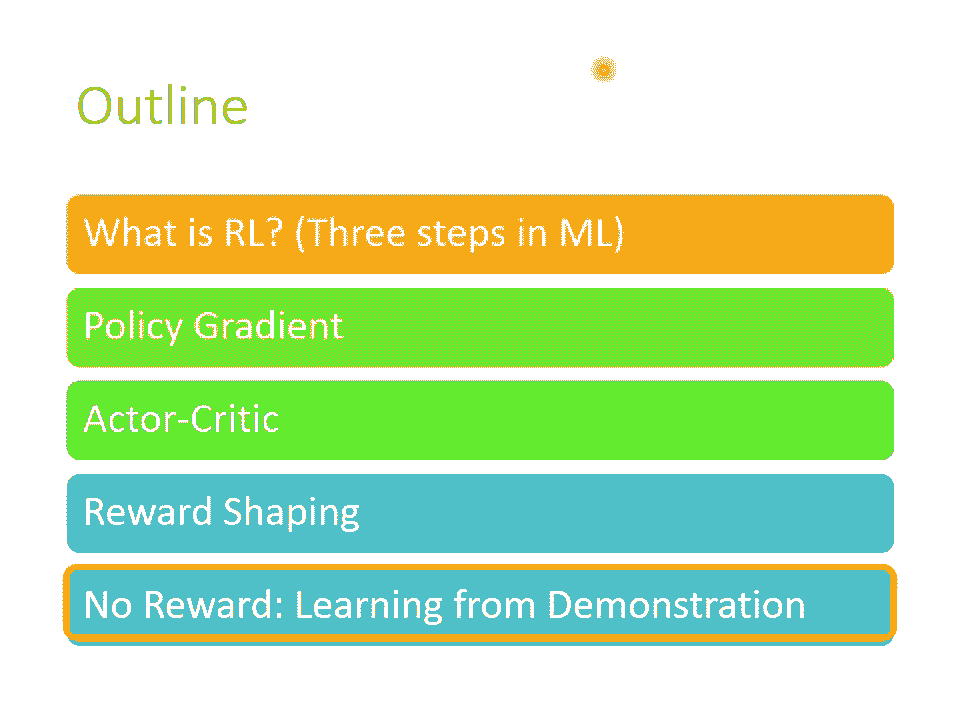 Outline
What is RL? (Three steps in ML)
Policy Gradient
Actor-Critic
Reward Shaping
No Reward: Learning from Demonstration